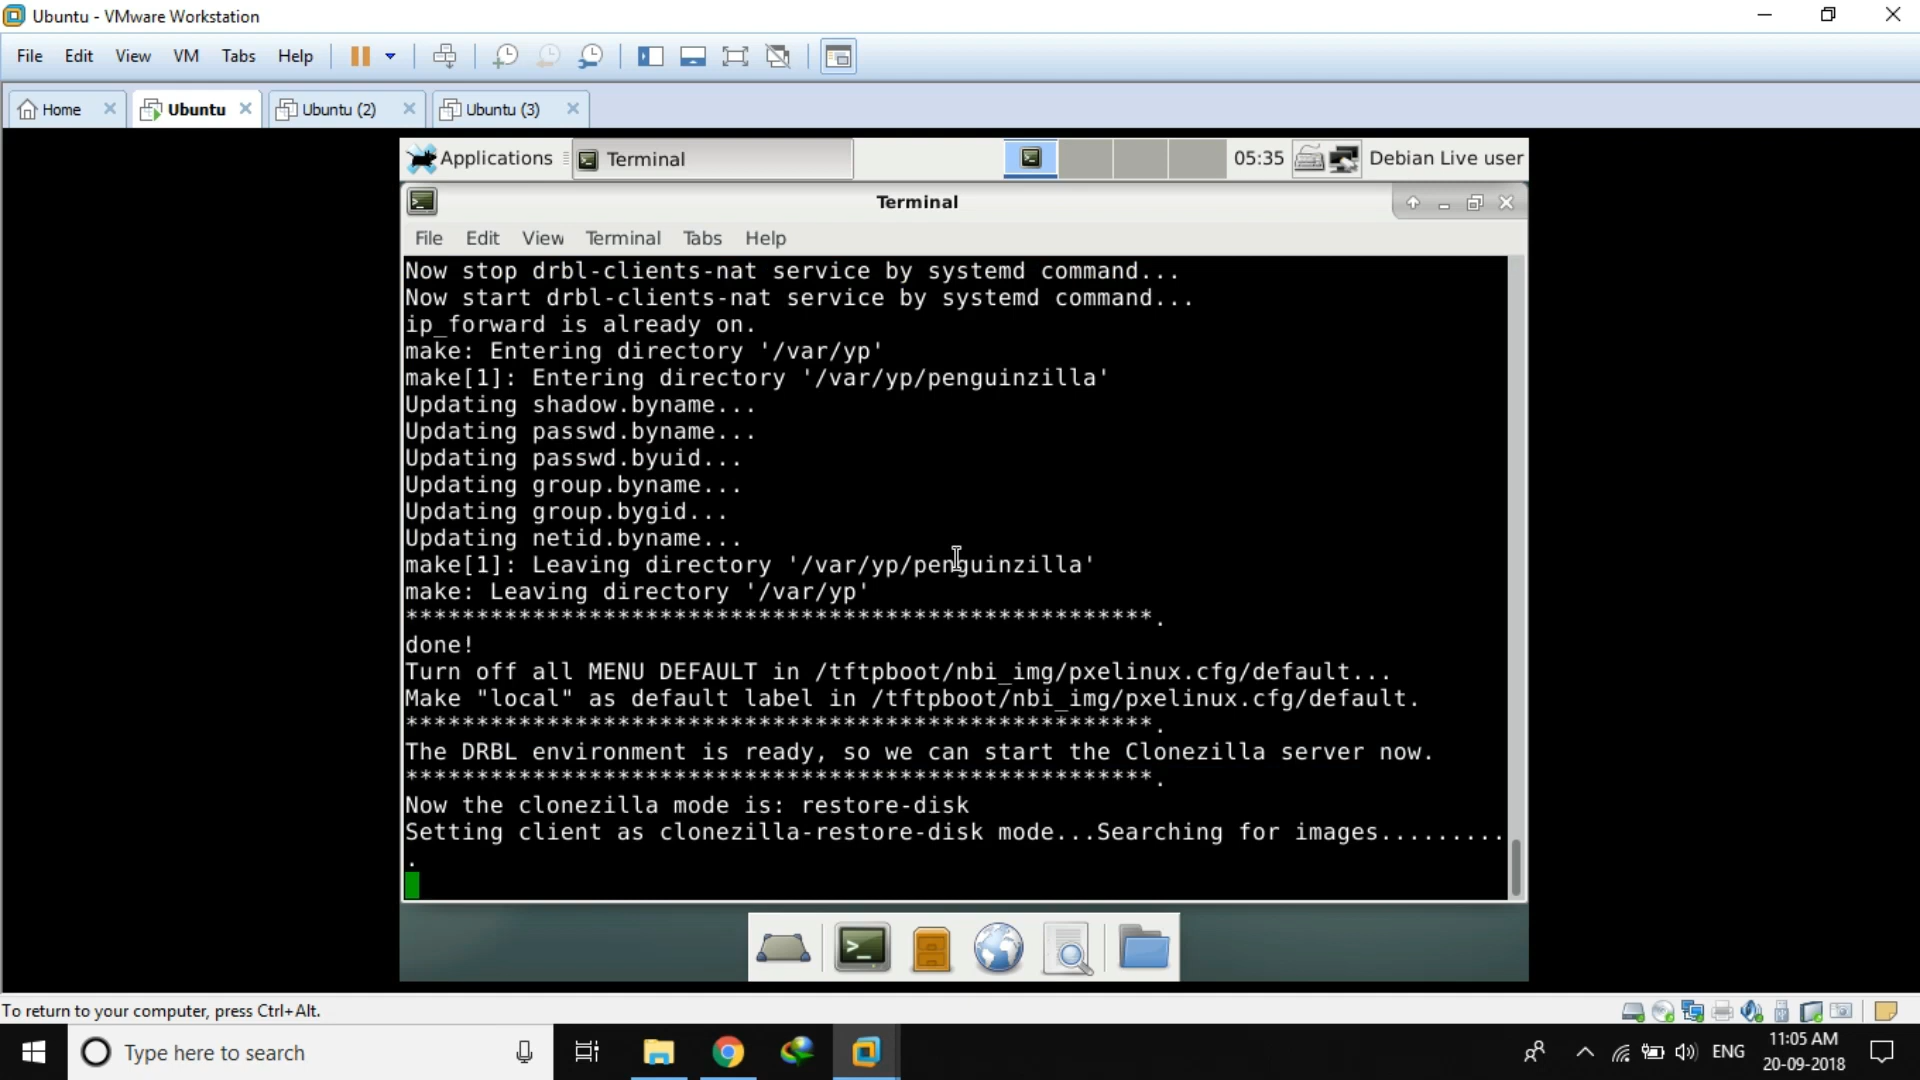 Ubuntu - VMware Workstation
File Edit View VM Tabs Help
Home Ubuntu Ubuntu (2) Ubuntu (3)
Applications Terminal 05:35 Debian Live user
Terminal
File Edit View Terminal Tabs Help
Now stop drbl-clients-nat service by systemd command...
Now start drbl-clients-nat service by systemd command...
ip_forward is already on.
make: Entering directory '/var/yp'
make[1]: Entering directory '/var/yp/penguinzilla'
Updating shadow.byname...
Updating passwd.byname...
Updating passwd.byuid...
Updating group.byname...
Updating group.bygid...
Updating netid.byname...
make[1]: Leaving directory '/var/yp/penguinzilla'
make: Leaving directory '/var/yp'
*****************************************************.
done!
Turn off all MENU DEFAULT in /tftpboot/nbi_img/pxelinux.cfg/default...
Make "local" as default label in /tftpboot/nbi_img/pxelinux.cfg/default.
*****************************************************.
The DRBL environment is ready, so we can start the Clonezilla server now.
*****************************************************.
Now the clonezilla mode is: restore-disk
Setting client as clonezilla-restore-disk mode...Searching for images.........
.
To return to your computer, press Ctrl+Alt.
Type here to search
ENG
11:05 AM
20-09-2018